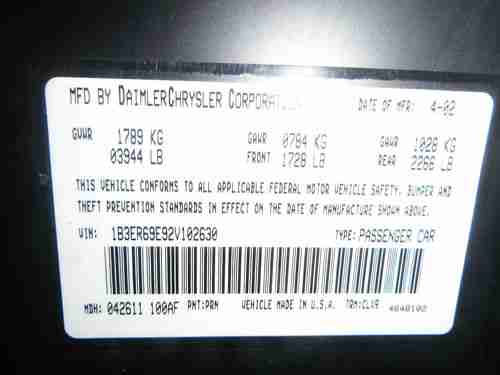 MFD BY DAIMLERCHRYSLER CORPORATION DATE OF MFR: 4-02
GVWR 1789 KG GAWR 0784 KG GAWR 1028 KG
03944 LB FRONT 1728 LB REAR 2266 LB
THIS VEHICLE CONFORMS TO ALL APPLICABLE FEDERAL MOTOR VEHICLE SAFETY, BUMPER AND
THEFT PREVENTION STANDARDS IN EFFECT ON THE DATE OF MANUFACTURE SHOWN ABOVE.
VIN: 1B3ER69E92V102630 TYPE: PASSENGER CAR
MDH: 042611 100AF PNT:PRN VEHICLE MADE IN U.S.A. TRM:CLVR 4648102